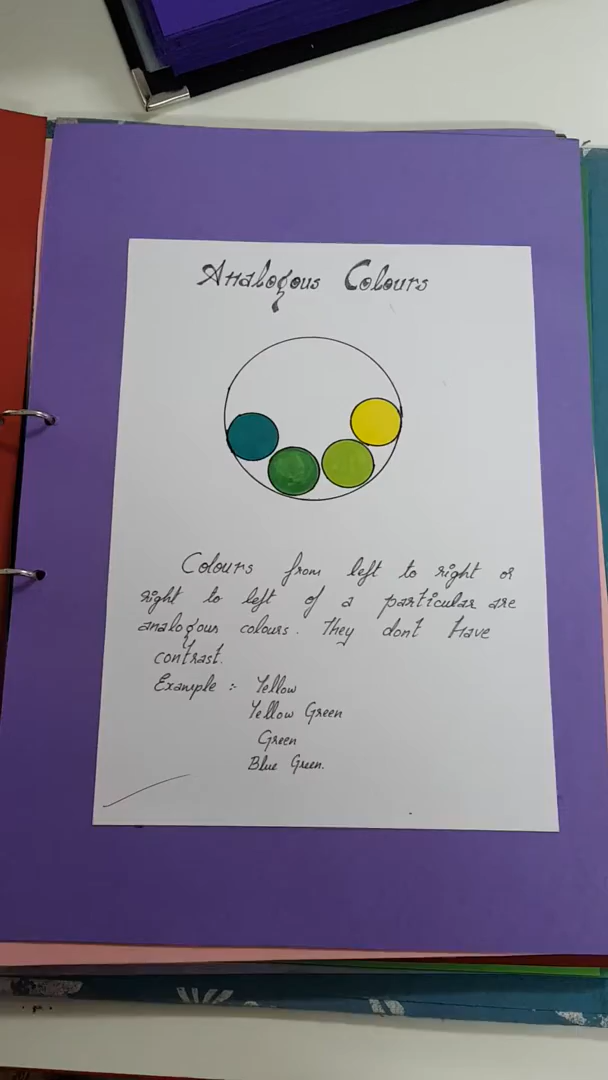 Analogous Colours
Colours from left to right or
right to left of a particular are
analogous colours. They don't have
contrast.
Example :- Yellow
Yellow Green
Green
Blue Green.